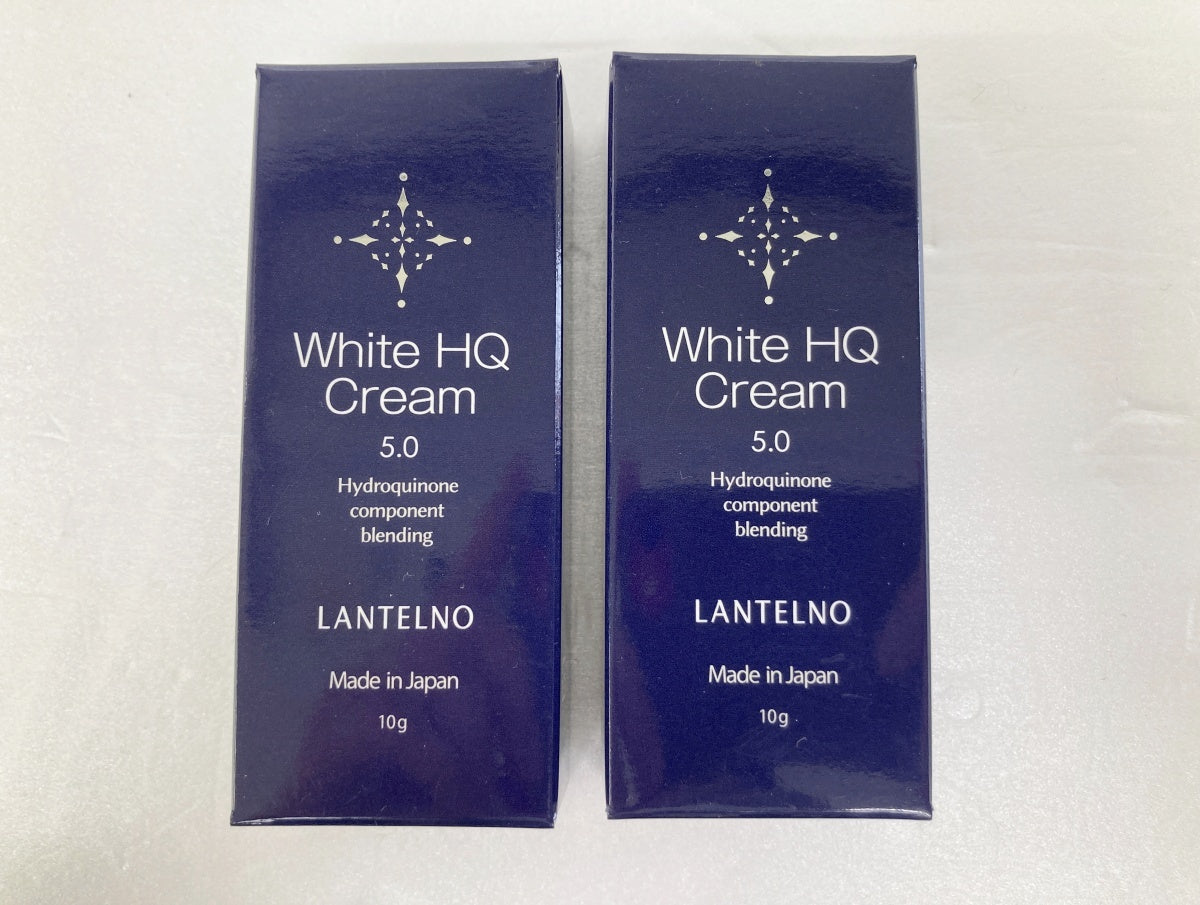 White HQ
Cream
5.0
Hydroquinone
component
blending
LANTELNO
Made in Japan
10g
White HQ
Cream
5.0
Hydroquinone
component
blending
LANTELNO
Made in Japan
10g